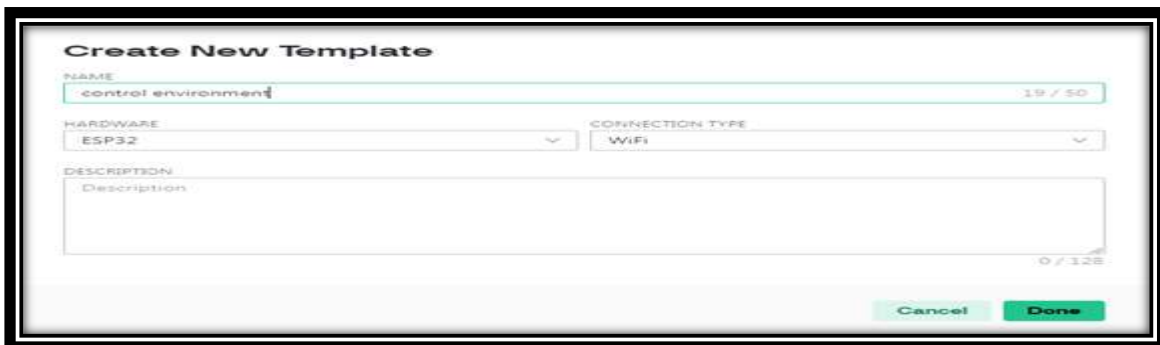 Create New Template
NAME
control environment 19 / 50
HARDWARE CONNECTION TYPE
ESP32 WiFi
DESCRIPTION
Description
0 / 128
Cancel Done